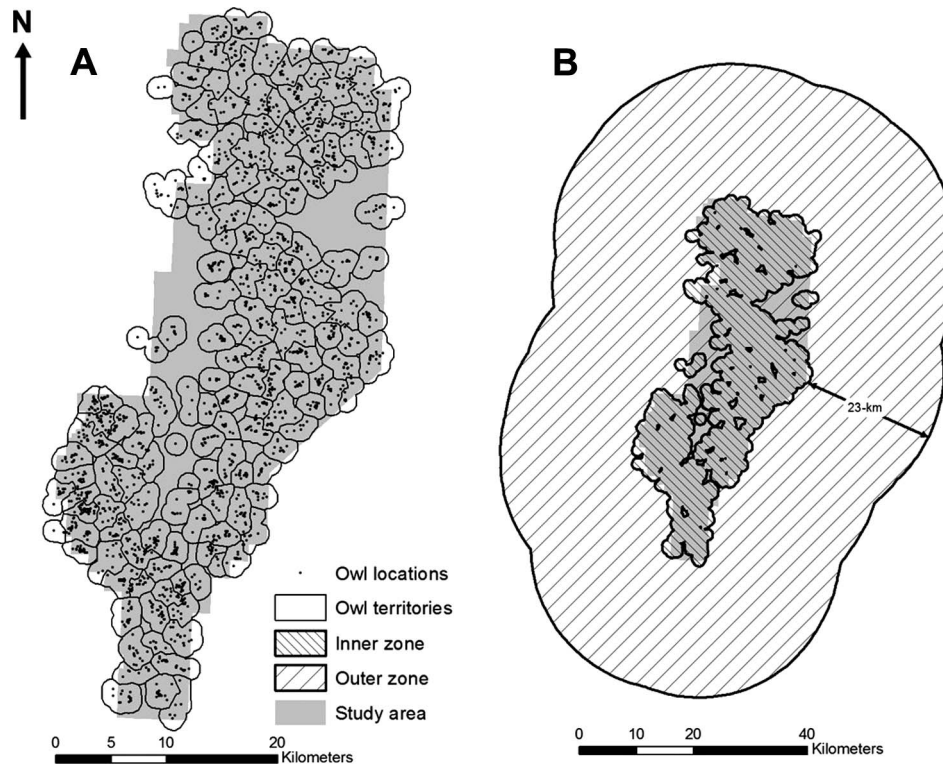 N
A
B
23-km
Owl locations
Owl territories
Inner zone
Outer zone
Study area
0 5 10 20
Kilometers
0 10 20 40
Kilometers